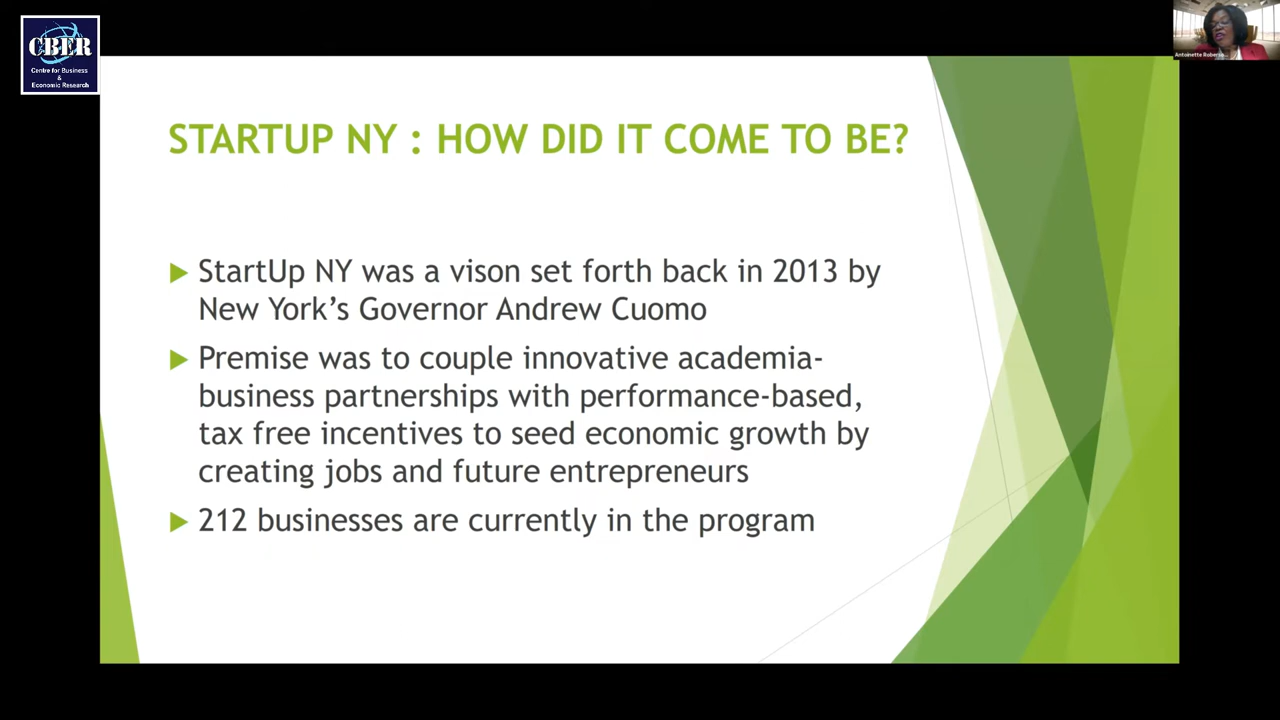 CBER
Centre for Business
&
Economic Research
Antoinette Roberso...
STARTUP NY : HOW DID IT COME TO BE?
StartUp NY was a vison set forth back in 2013 by
New York’s Governor Andrew Cuomo
Premise was to couple innovative academia-
business partnerships with performance-based,
tax free incentives to seed economic growth by
creating jobs and future entrepreneurs
212 businesses are currently in the program